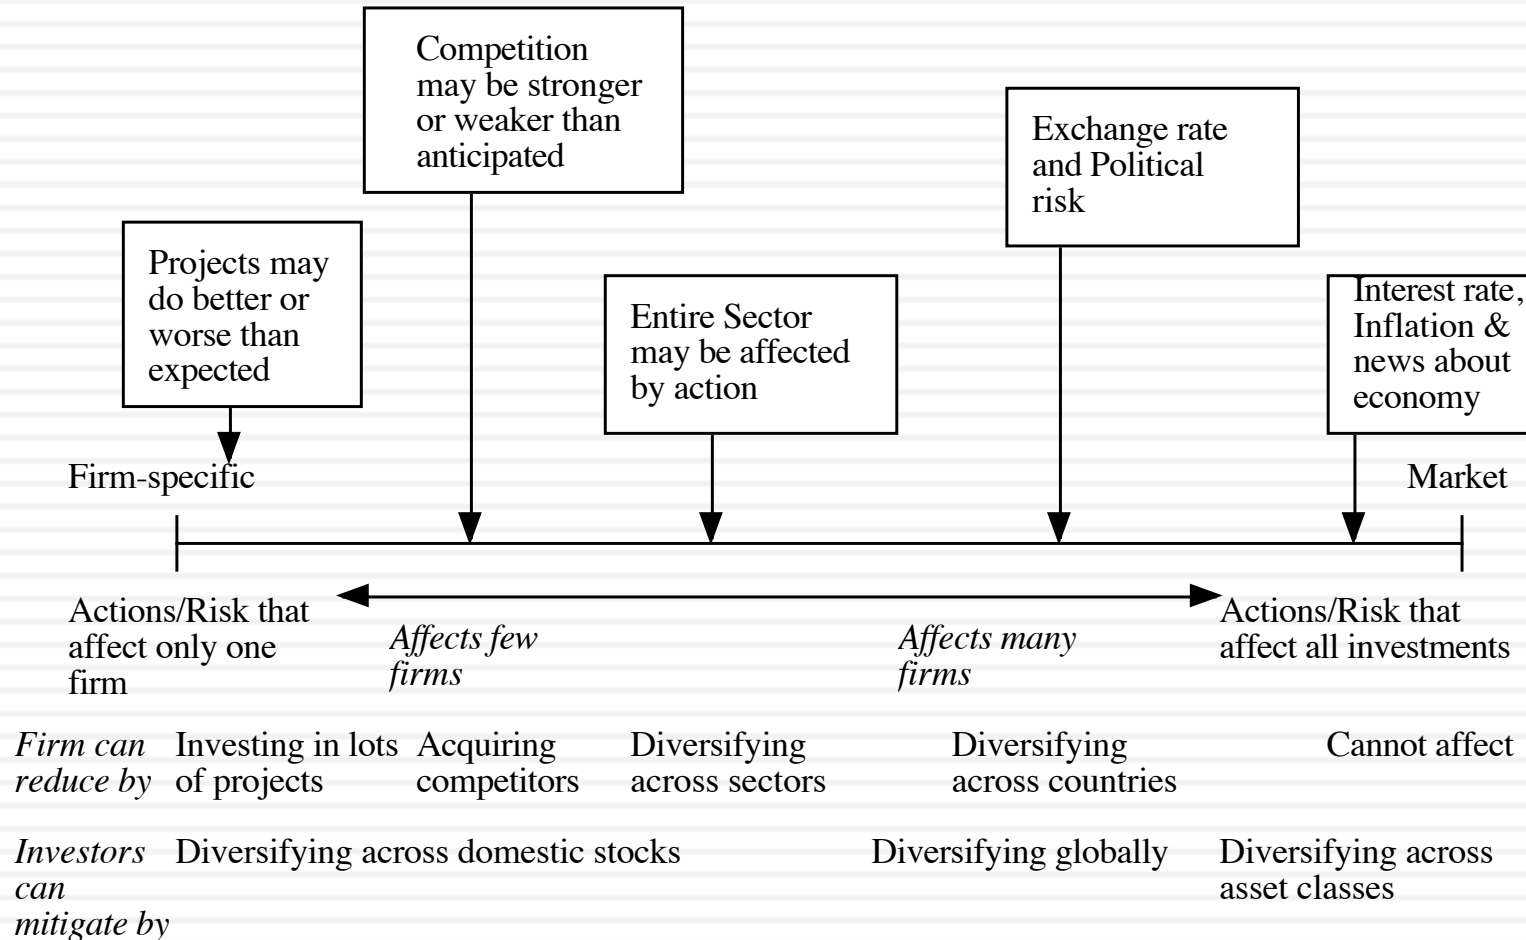 Competition
may be stronger
or weaker than
anticipated
Exchange rate
and Political
risk
Projects may
do better or
worse than
expected
Entire Sector
may be affected
by action
Interest rate,
Inflation &
news about
economy
Firm-specific
Market
Actions/Risk that
affect only one
firm
Affects few
firms
Affects many
firms
Actions/Risk that
affect all investments
Firm can
reduce by
Investing in lots
of projects
Acquiring
competitors
Diversifying
across sectors
Diversifying
across countries
Cannot affect
Investors
can
mitigate by
Diversifying across domestic stocks
Diversifying globally
Diversifying across
asset classes